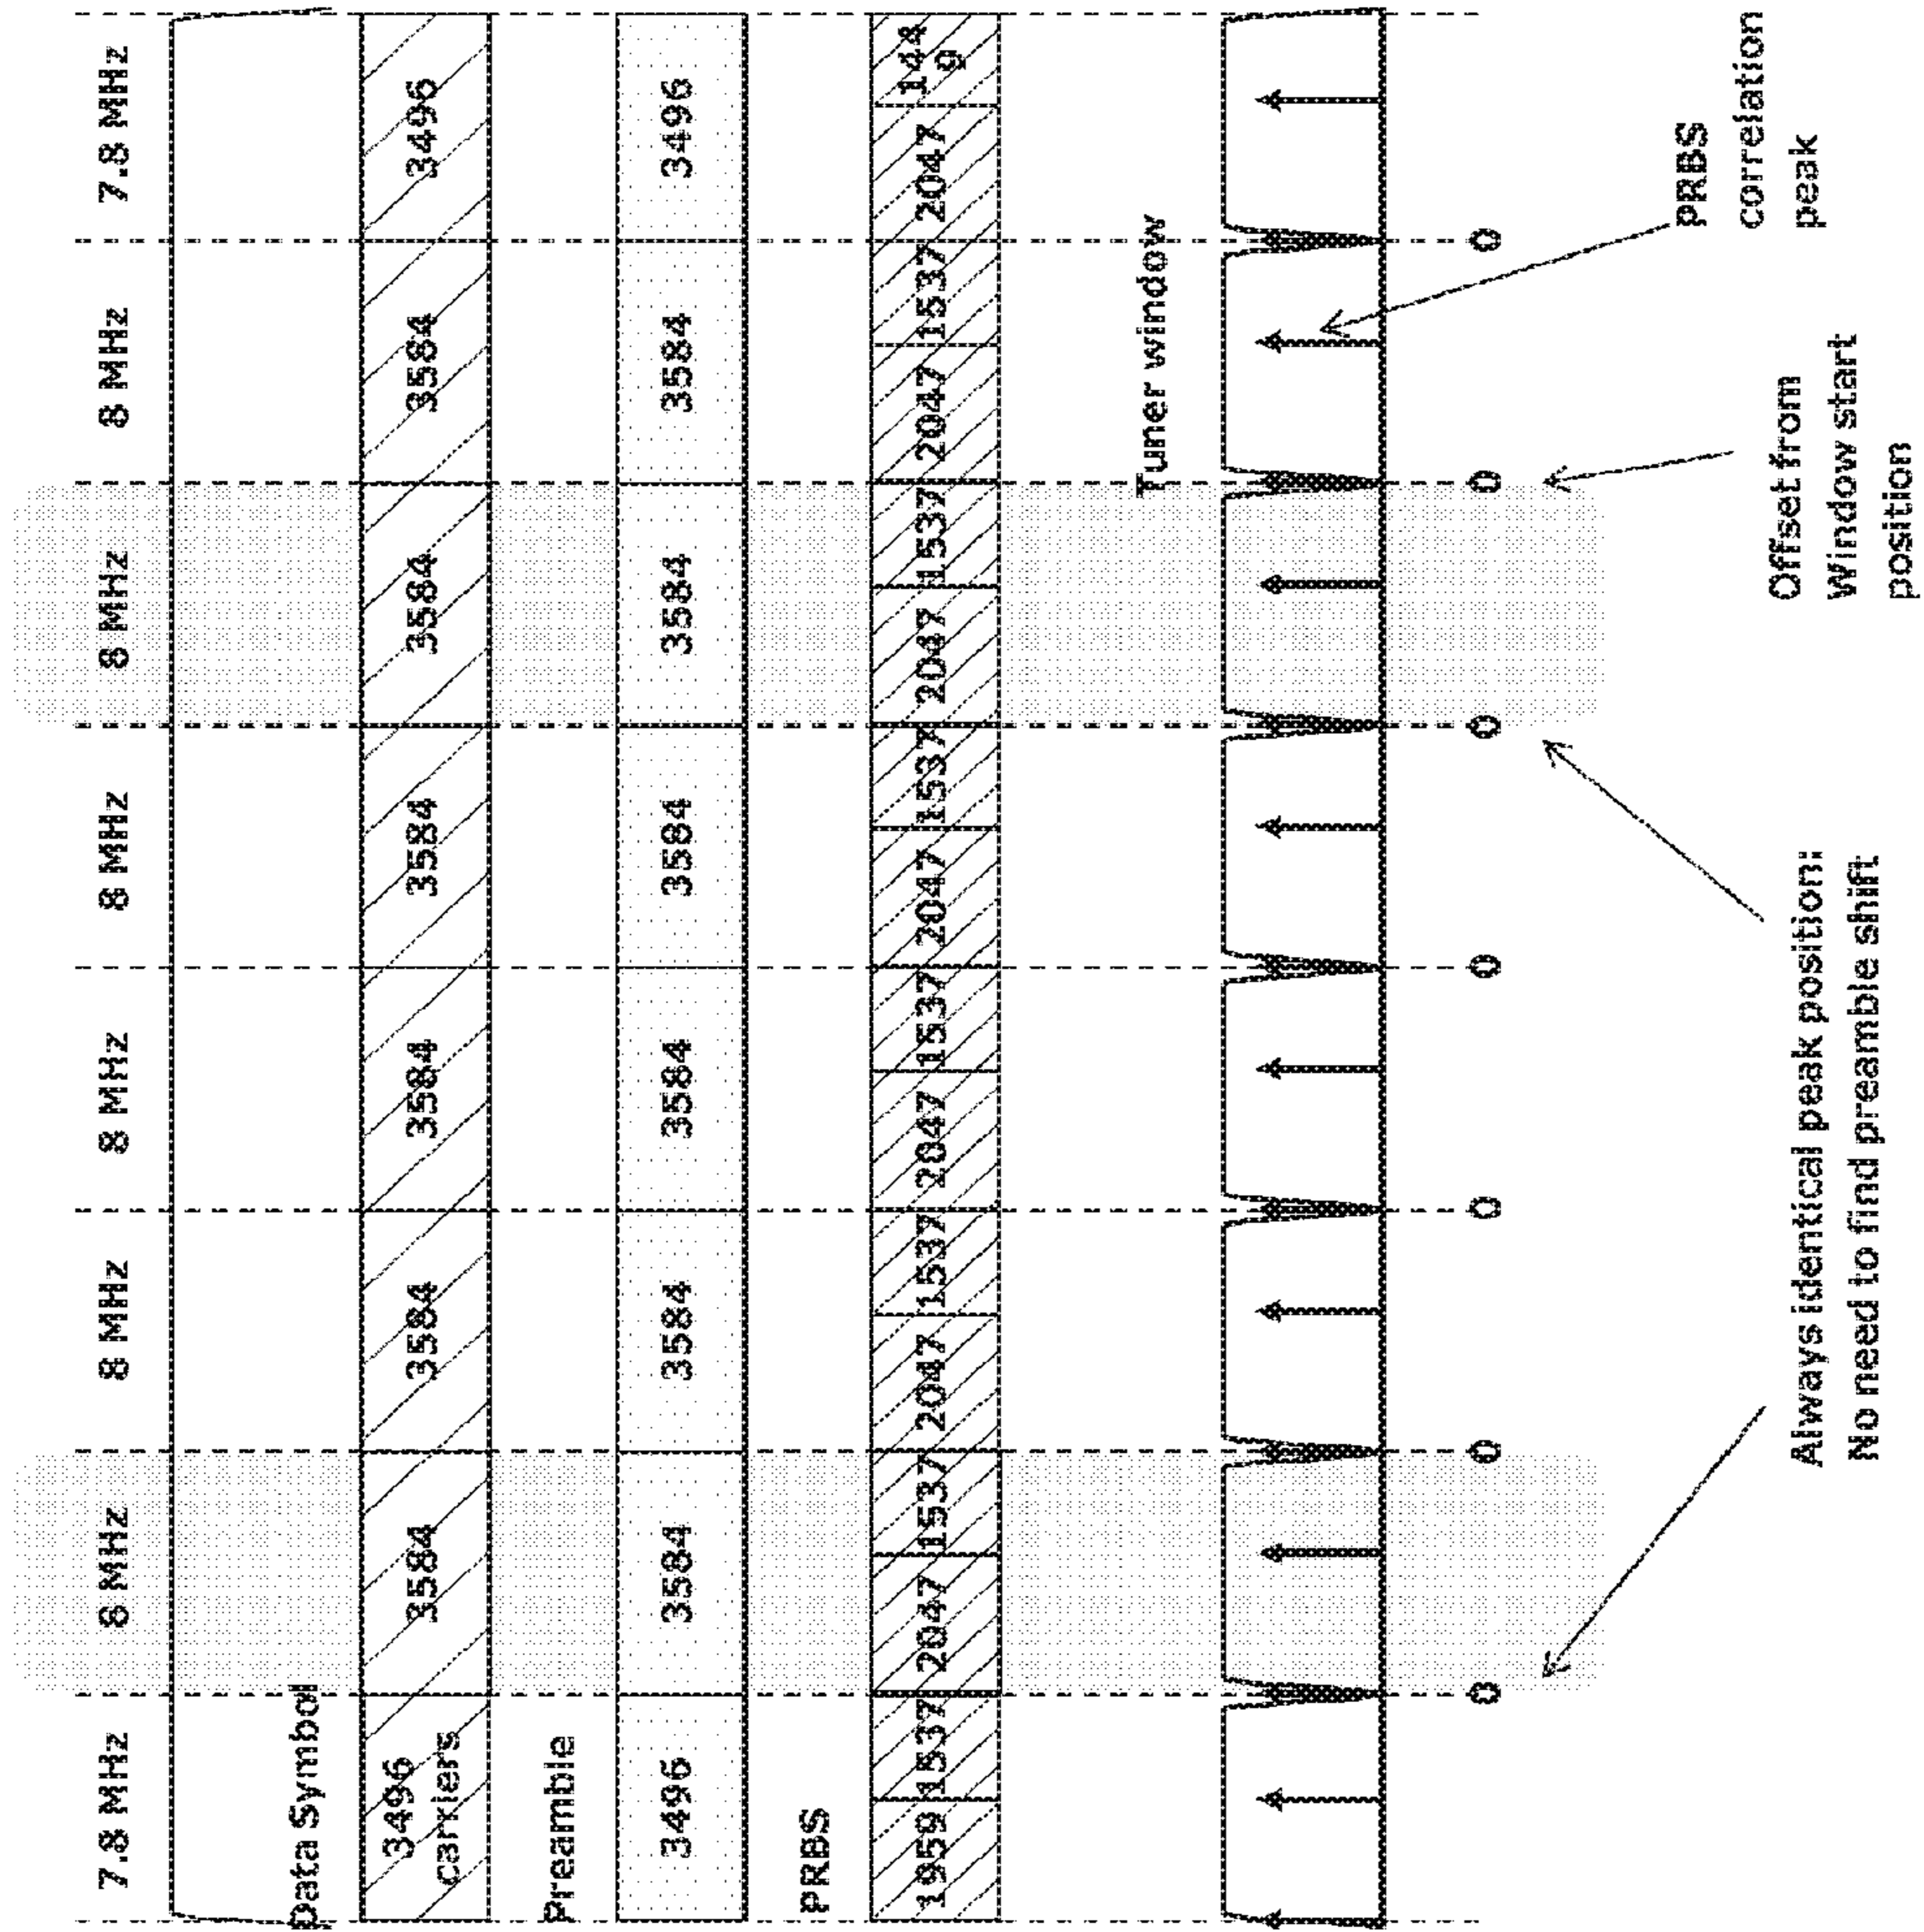 7.8 MHz
8 MHz
8 MHz
8 MHz
8 MHz
8 MHz
8 MHz
7.8 MHz
Data Symbol
3496
carriers
3584
3584
3584
3584
3584
3584
3496
Preamble
3496
3584
3584
3584
3584
3584
3584
3496
PRBS
1959
1537
2047
1537
2047
1537
2047
1537
2047
1537
2047
1537
2047
1537
2047
144
9
Tuner window
0
0
0
0
0
0
0
Always identical peak position:
No need to find preamble shift
Offset from
Window start
position
PRBS
correlation
peak